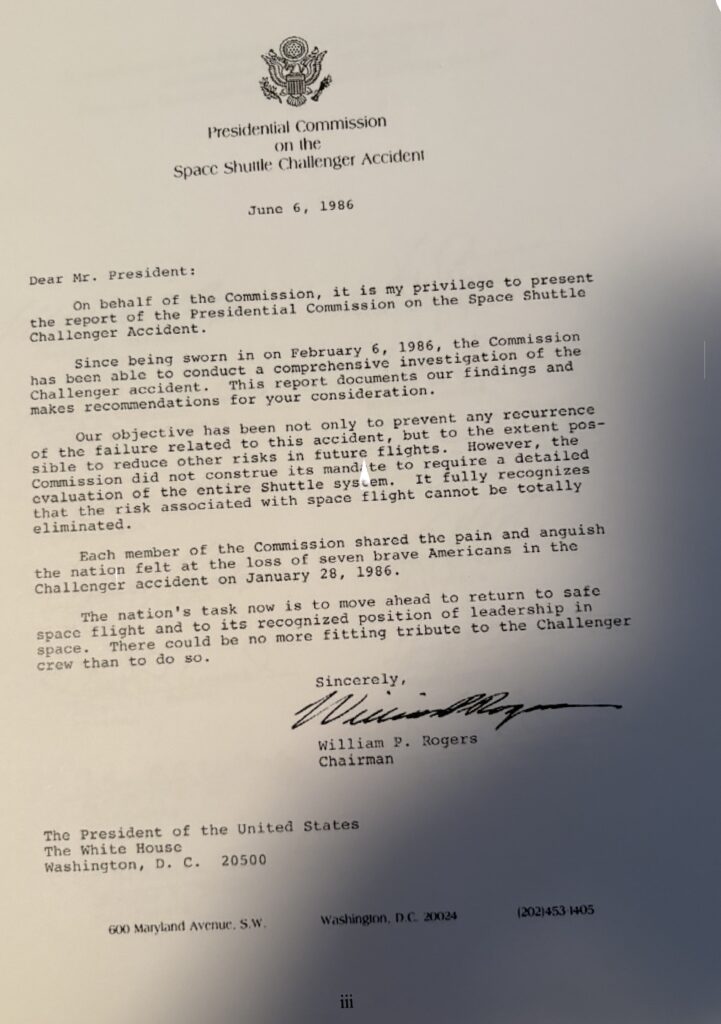 Presidential Commission
on the
Space Shuttle Challenger Accident
June 6, 1986
Dear Mr. President:
On behalf of the Commission, it is my privilege to present
the report of the Presidential Commission on the Space Shuttle
Challenger Accident.
Since being sworn in on February 6, 1986, the Commission
has been able to conduct a comprehensive investigation of the
Challenger accident. This report documents our findings and
makes recommendations for your consideration.
Our objective has been not only to prevent any recurrence
of the failure related to this accident, but to the extent pos-
sible to reduce other risks in future flights. However, the
Commission did not construe its mandate to require a detailed
evaluation of the entire Shuttle system. It fully recognizes
that the risk associated with space flight cannot be totally
eliminated.
Each member of the Commission shared the pain and anguish
the nation felt at the loss of seven brave Americans in the
Challenger accident on January 28, 1986.
The nation's task now is to move ahead to return to safe
space flight and to its recognized position of leadership in
space. There could be no more fitting tribute to the Challenger
crew than to do so.
Sincerely,
William P. Rogers
William P. Rogers
Chairman
The President of the United States
The White House
Washington, D. C. 20500
600 Maryland Avenue, S.W. Washington, D.C. 20024 (202)453-1405
iii